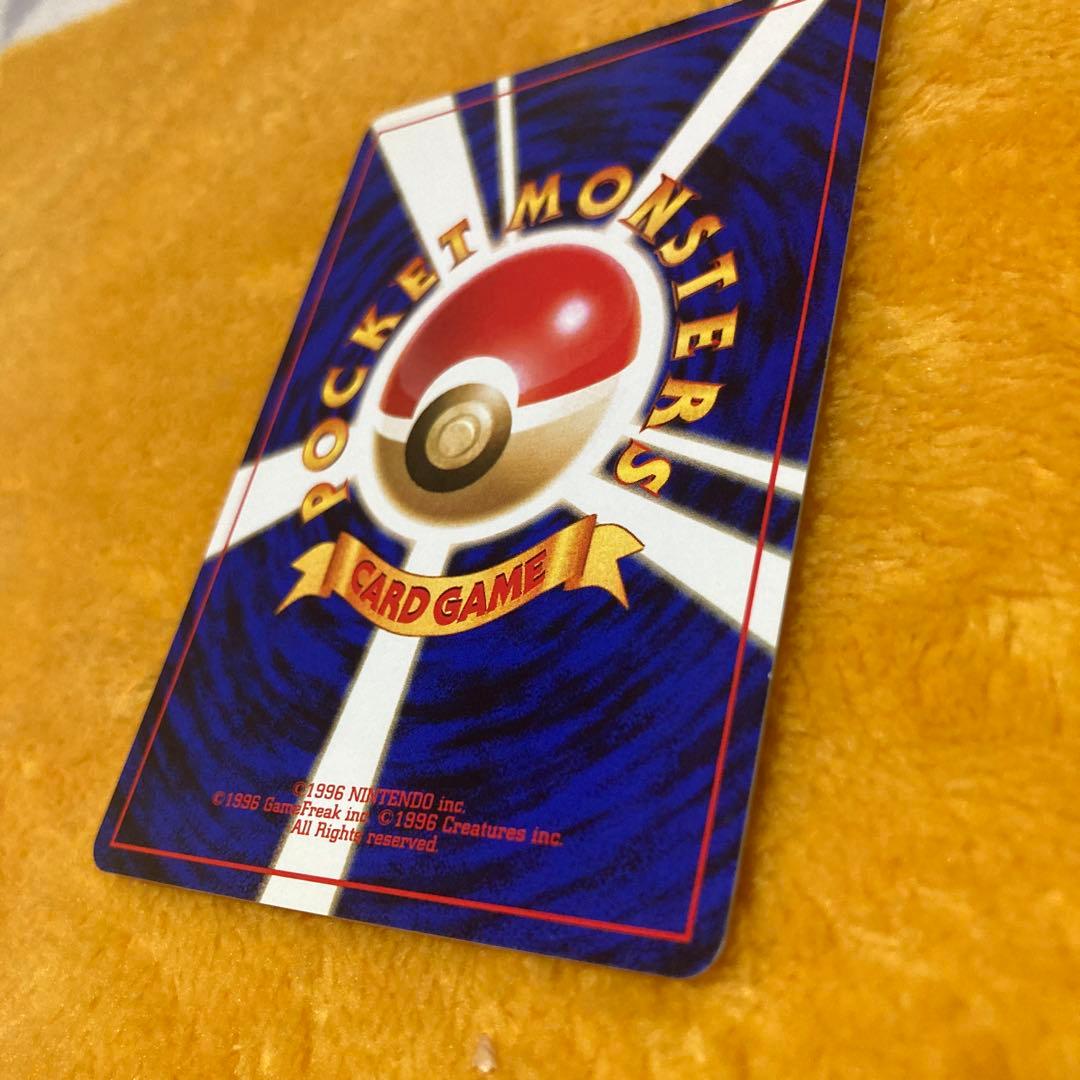 POCKET MONSTERS
CARD GAME
©1996 NINTENDO inc.
©1996 GameFreak inc. ©1996 Creatures inc.
All Rights reserved.